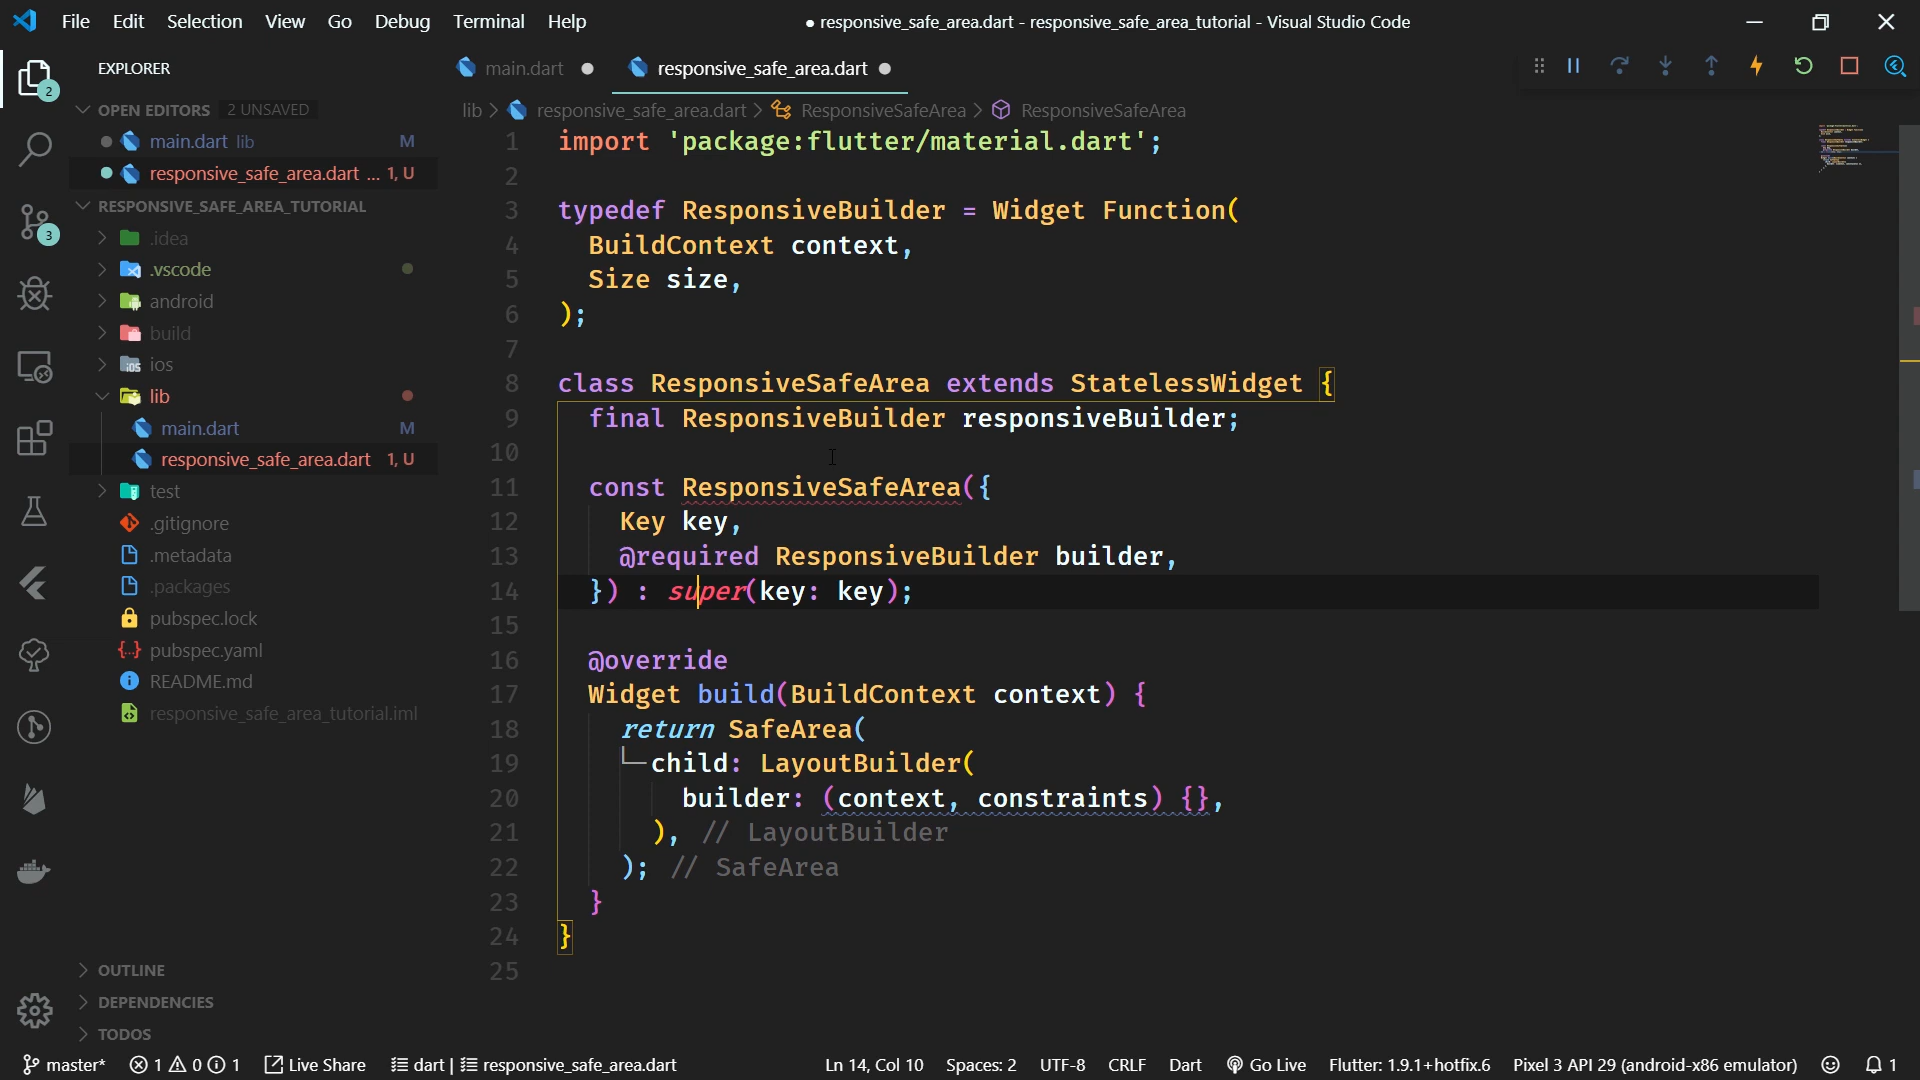 File Edit Selection View Go Debug Terminal Help
● responsive_safe_area.dart - responsive_safe_area_tutorial - Visual Studio Code
EXPLORER
main.dart
responsive_safe_area.dart
OPEN EDITORS 2 UNSAVED
main.dart lib M
responsive_safe_area.dart ... 1, U
RESPONSIVE_SAFE_AREA_TUTORIAL
.idea
.vscode
android
build
ios
lib
main.dart M
responsive_safe_area.dart 1, U
test
.gitignore
.metadata
.packages
pubspec.lock
pubspec.yaml
README.md
responsive_safe_area_tutorial.iml
OUTLINE
DEPENDENCIES
TODOS
2
3
lib > responsive_safe_area.dart > ResponsiveSafeArea > ResponsiveSafeArea
1 import 'package:flutter/material.dart';
2
3 typedef ResponsiveBuilder = Widget Function(
4 BuildContext context,
5 Size size,
6 );
7
8 class ResponsiveSafeArea extends StatelessWidget {
9 final ResponsiveBuilder responsiveBuilder;
10
11 const ResponsiveSafeArea({
12 Key key,
13 @required ResponsiveBuilder builder,
14 }) : super(key: key);
15
16 @override
17 Widget build(BuildContext context) {
18 return SafeArea(
19 child: LayoutBuilder(
20 builder: (context, constraints) {},
21 ), // LayoutBuilder
22 ); // SafeArea
23 }
24 }
25
master* 1 0 1 Live Share dart | responsive_safe_area.dart Ln 14, Col 10 Spaces: 2 UTF-8 CRLF Dart Go Live Flutter: 1.9.1+hotfix.6 Pixel 3 API 29 (android-x86 emulator) 1